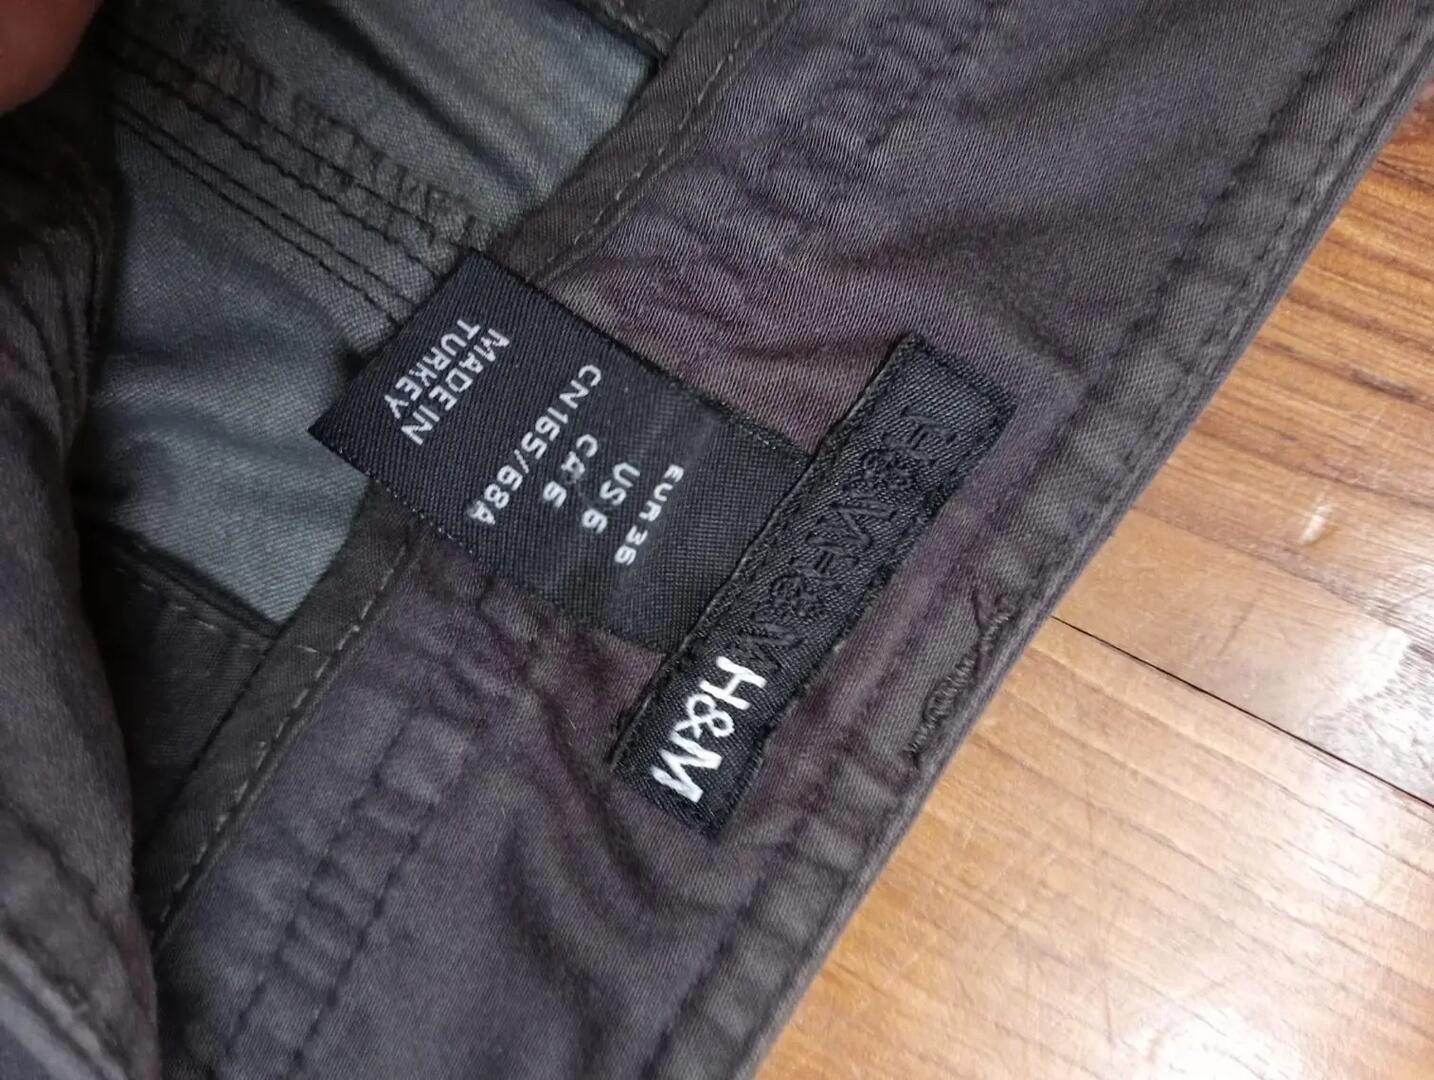 H&M
H&M
H&M
EUR 36
US 6
CA 6
CN 165/68A
MADE IN
TURKEY